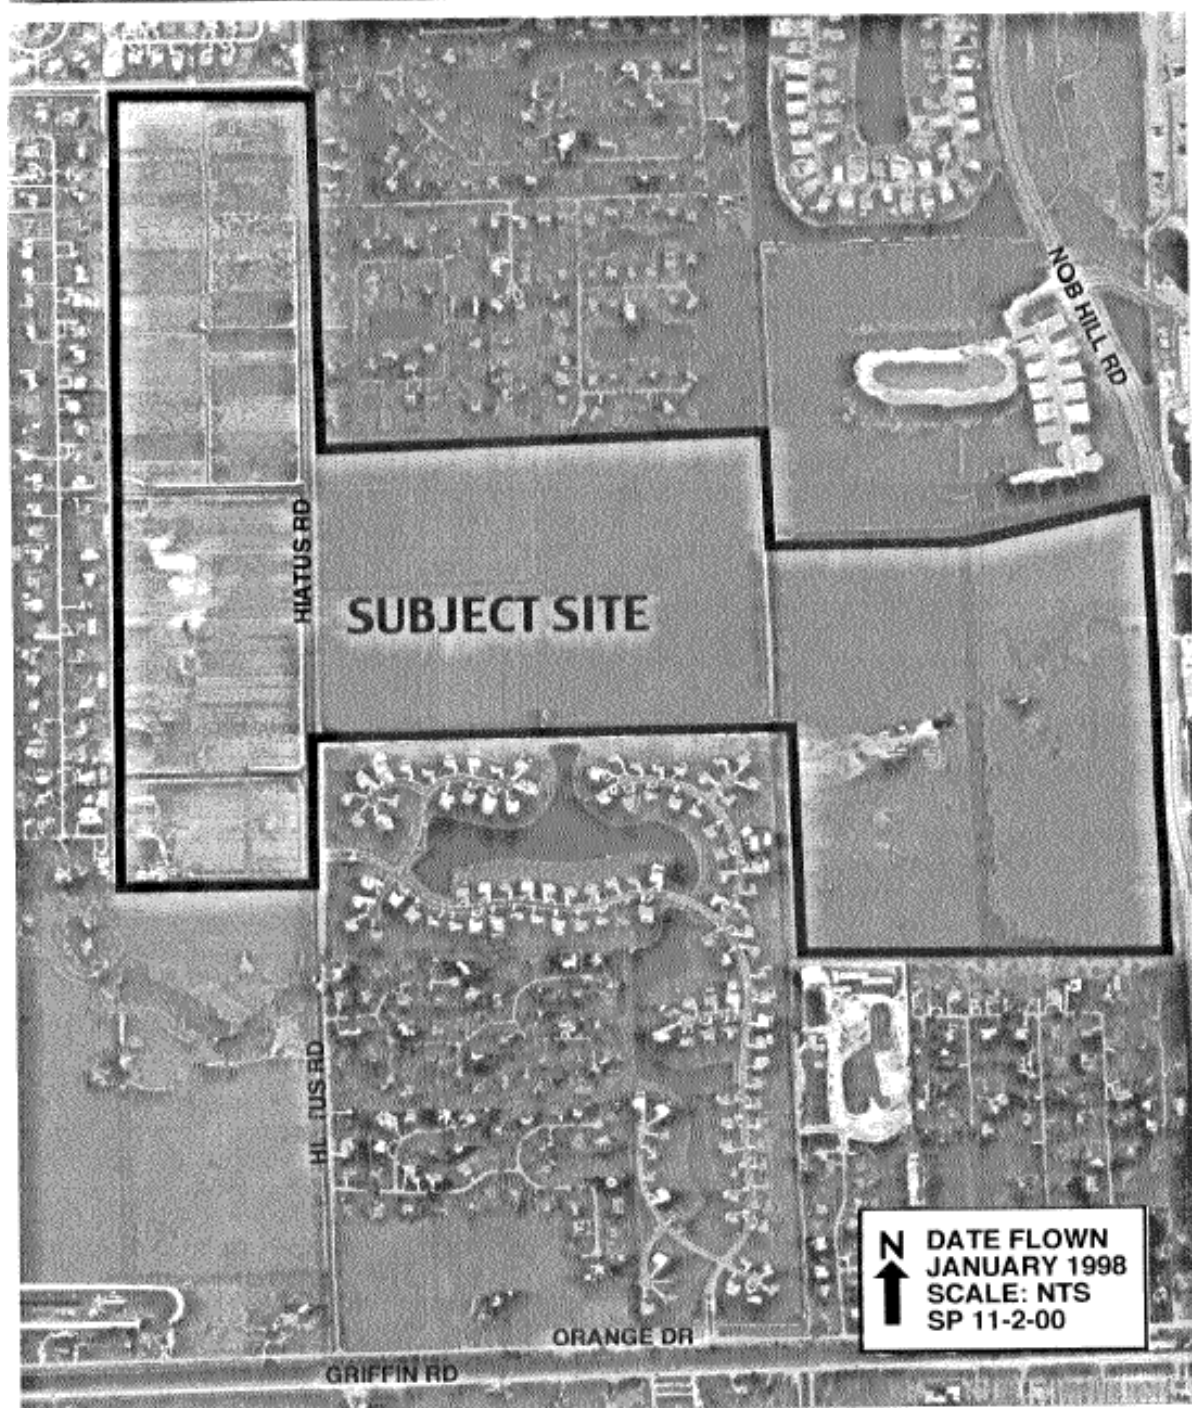 NOB HILL RD
HIATUS RD
SUBJECT SITE
RD
N
DATE FLOWN
JANUARY 1998
SCALE: NTS
SP 11-2-00
ORANGE DR
GRIFFIN RD